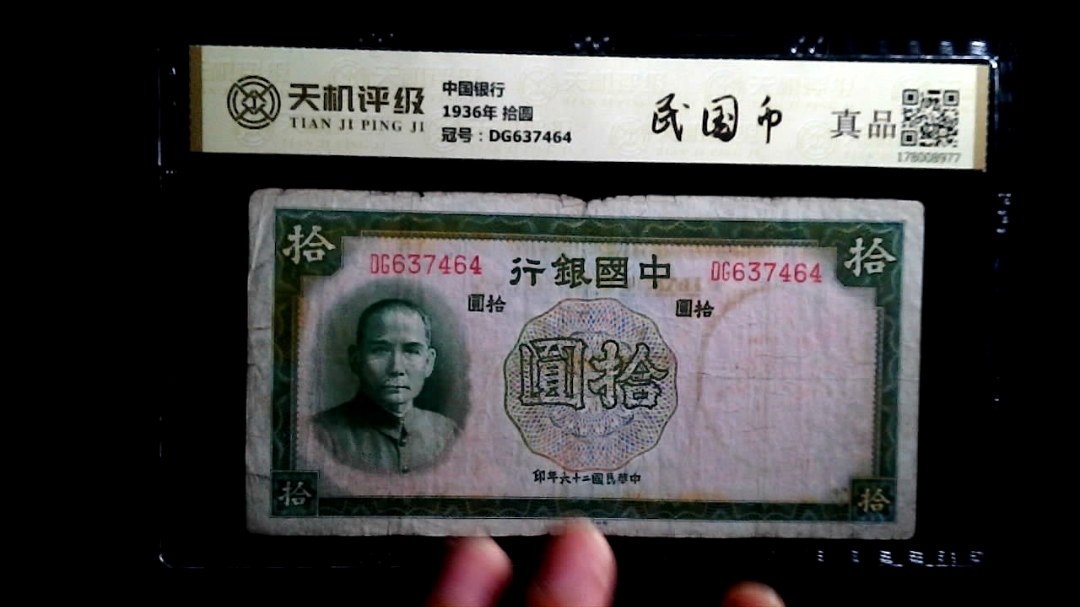 天机评级
TIAN JI PING JI
中国银行
1936年 拾圆
冠号：DG637464
民国币
真品
178008977
拾
拾
DG637464
中國銀行
DG637464
拾圓
拾圓
拾圓
中華民國二十六年印
拾
拾